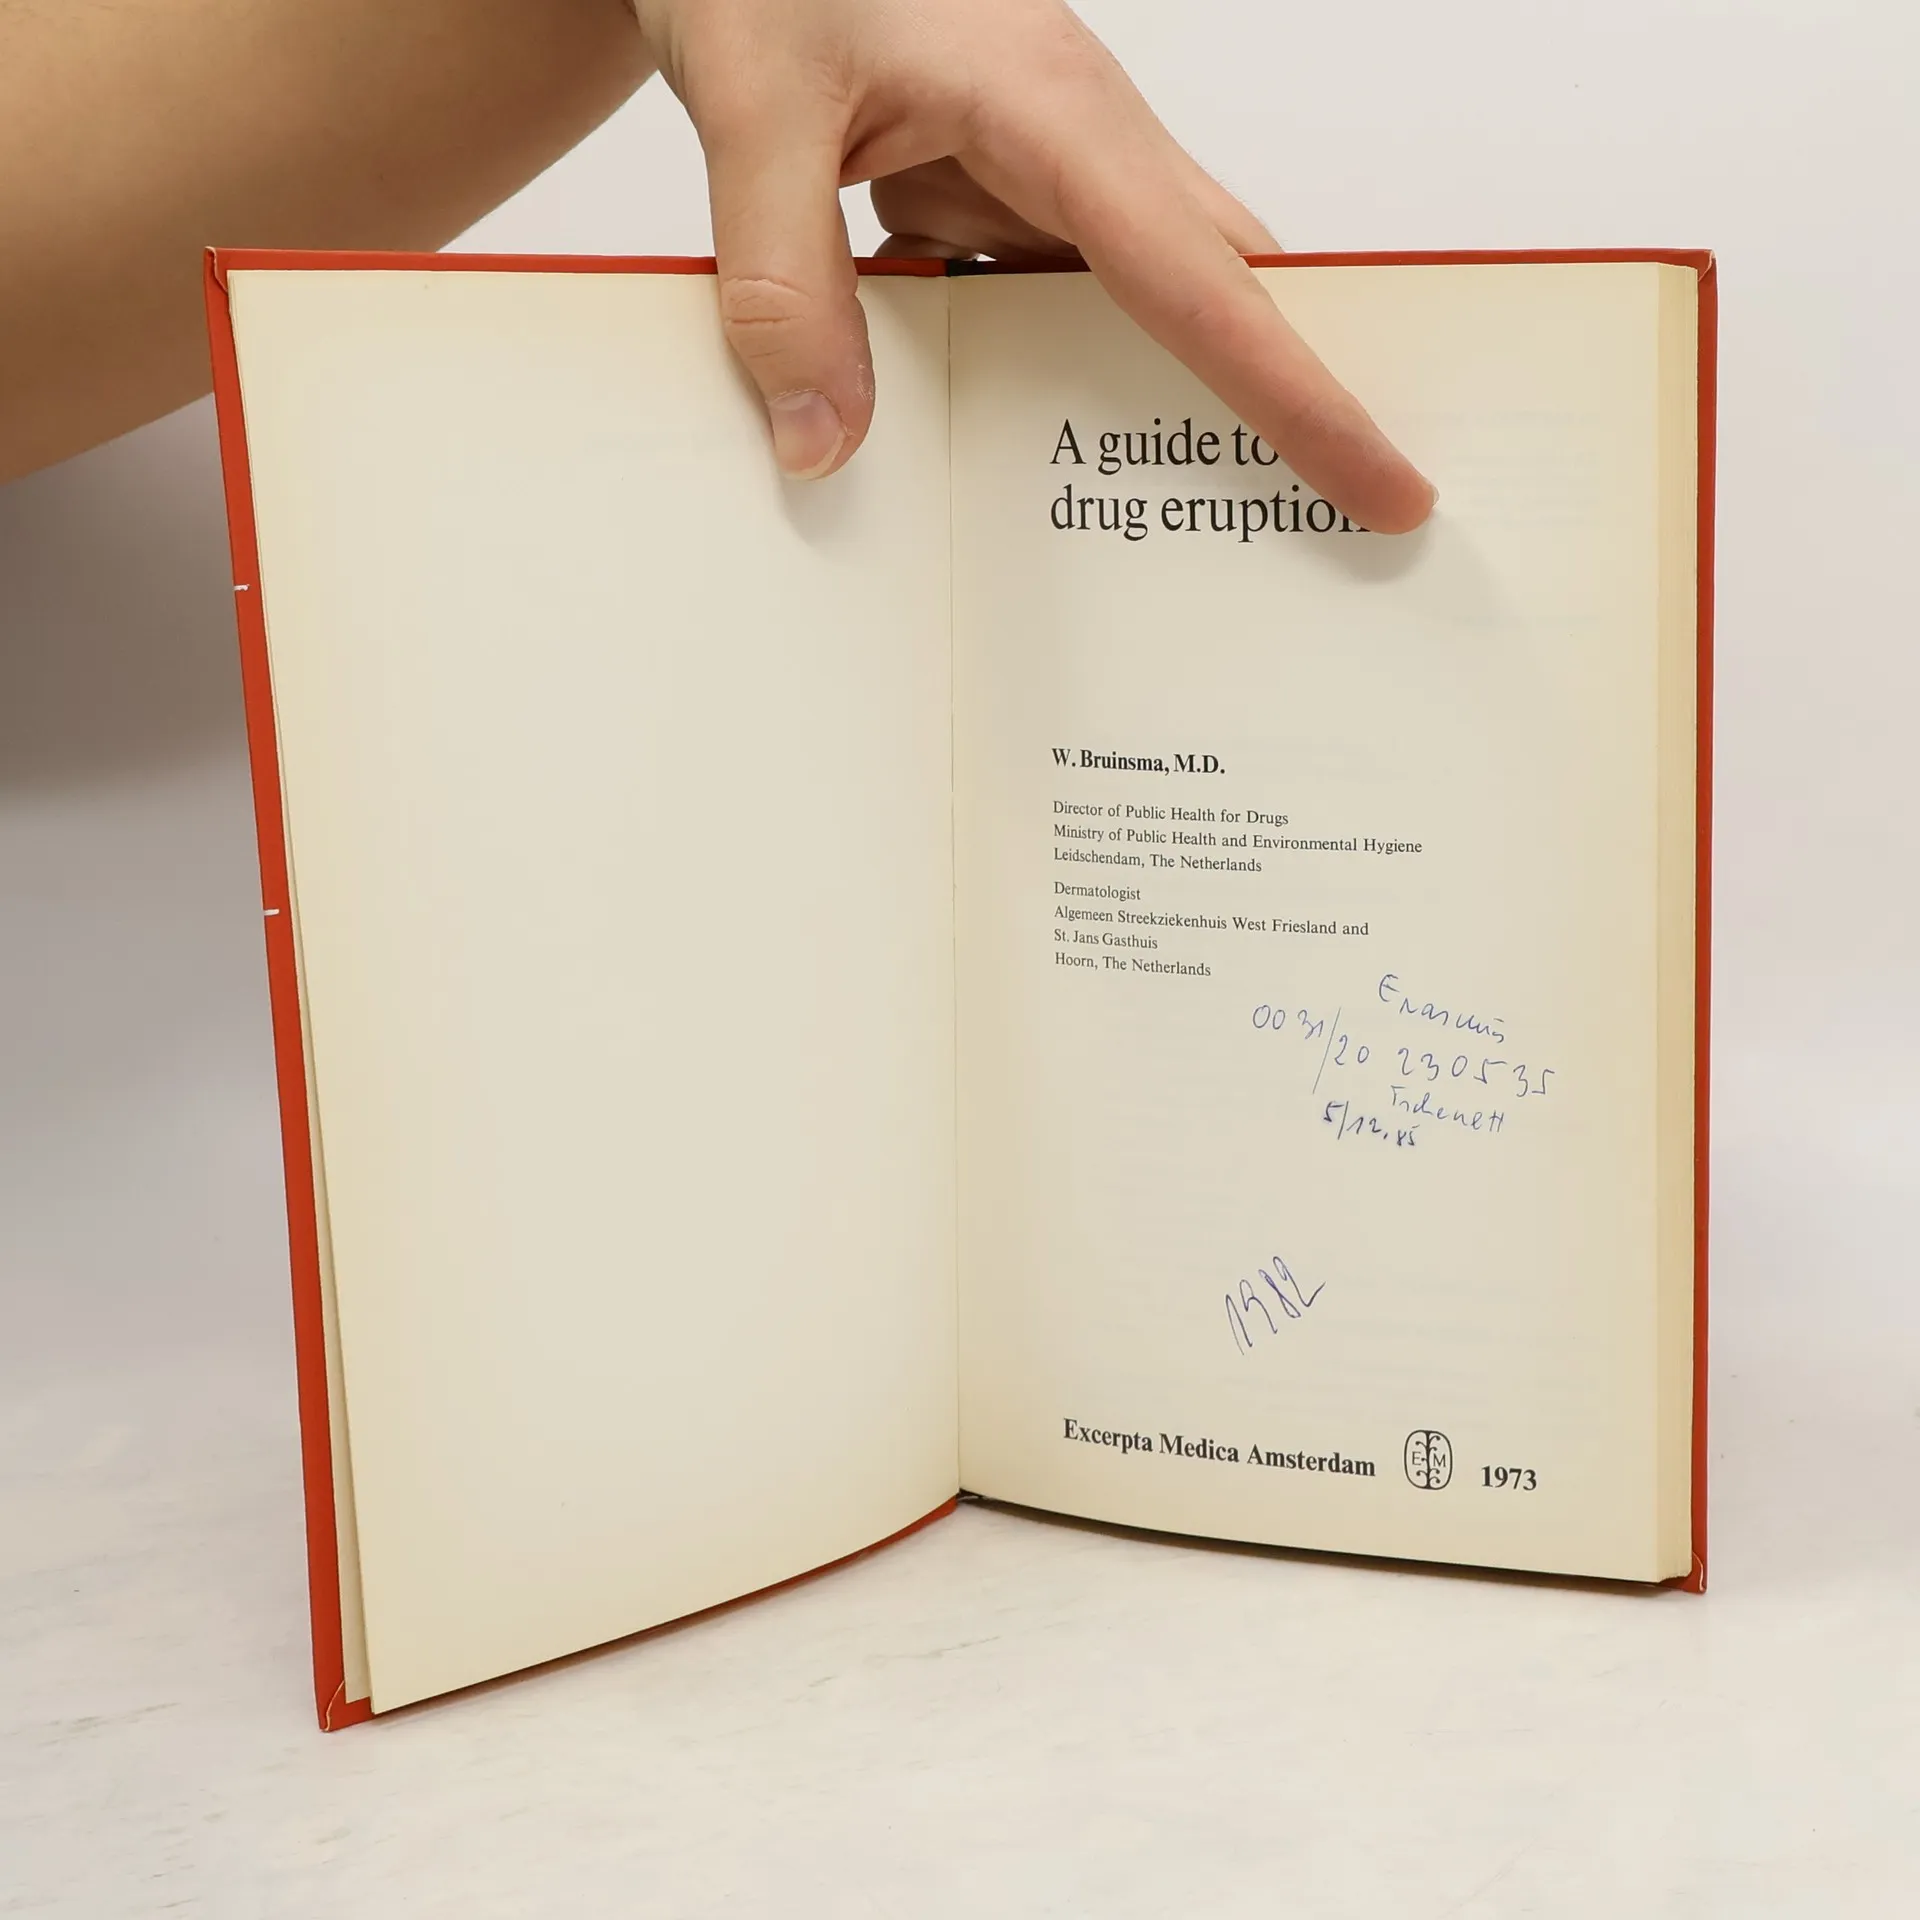 A guide to
drug eruption
W. Bruinsma, M.D.
Director of Public Health for Drugs
Ministry of Public Health and Environmental Hygiene
Leidschendam, The Netherlands
Dermatologist
Algemeen Streekziekenhuis West Friesland and
St. Jans Gasthuis
Hoorn, The Netherlands
Erasmus
0031/20 230535
5/12.85
1982
Excerpta Medica Amsterdam E M 1973